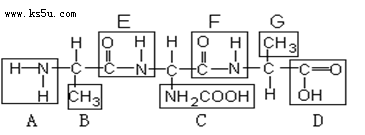 www.ks5u.com
E F G
H O H H O H CH₃
H—N—C—C—N—C—C—N—C—C=O
H CH₃ H NH₂COOH H OH
A B C D